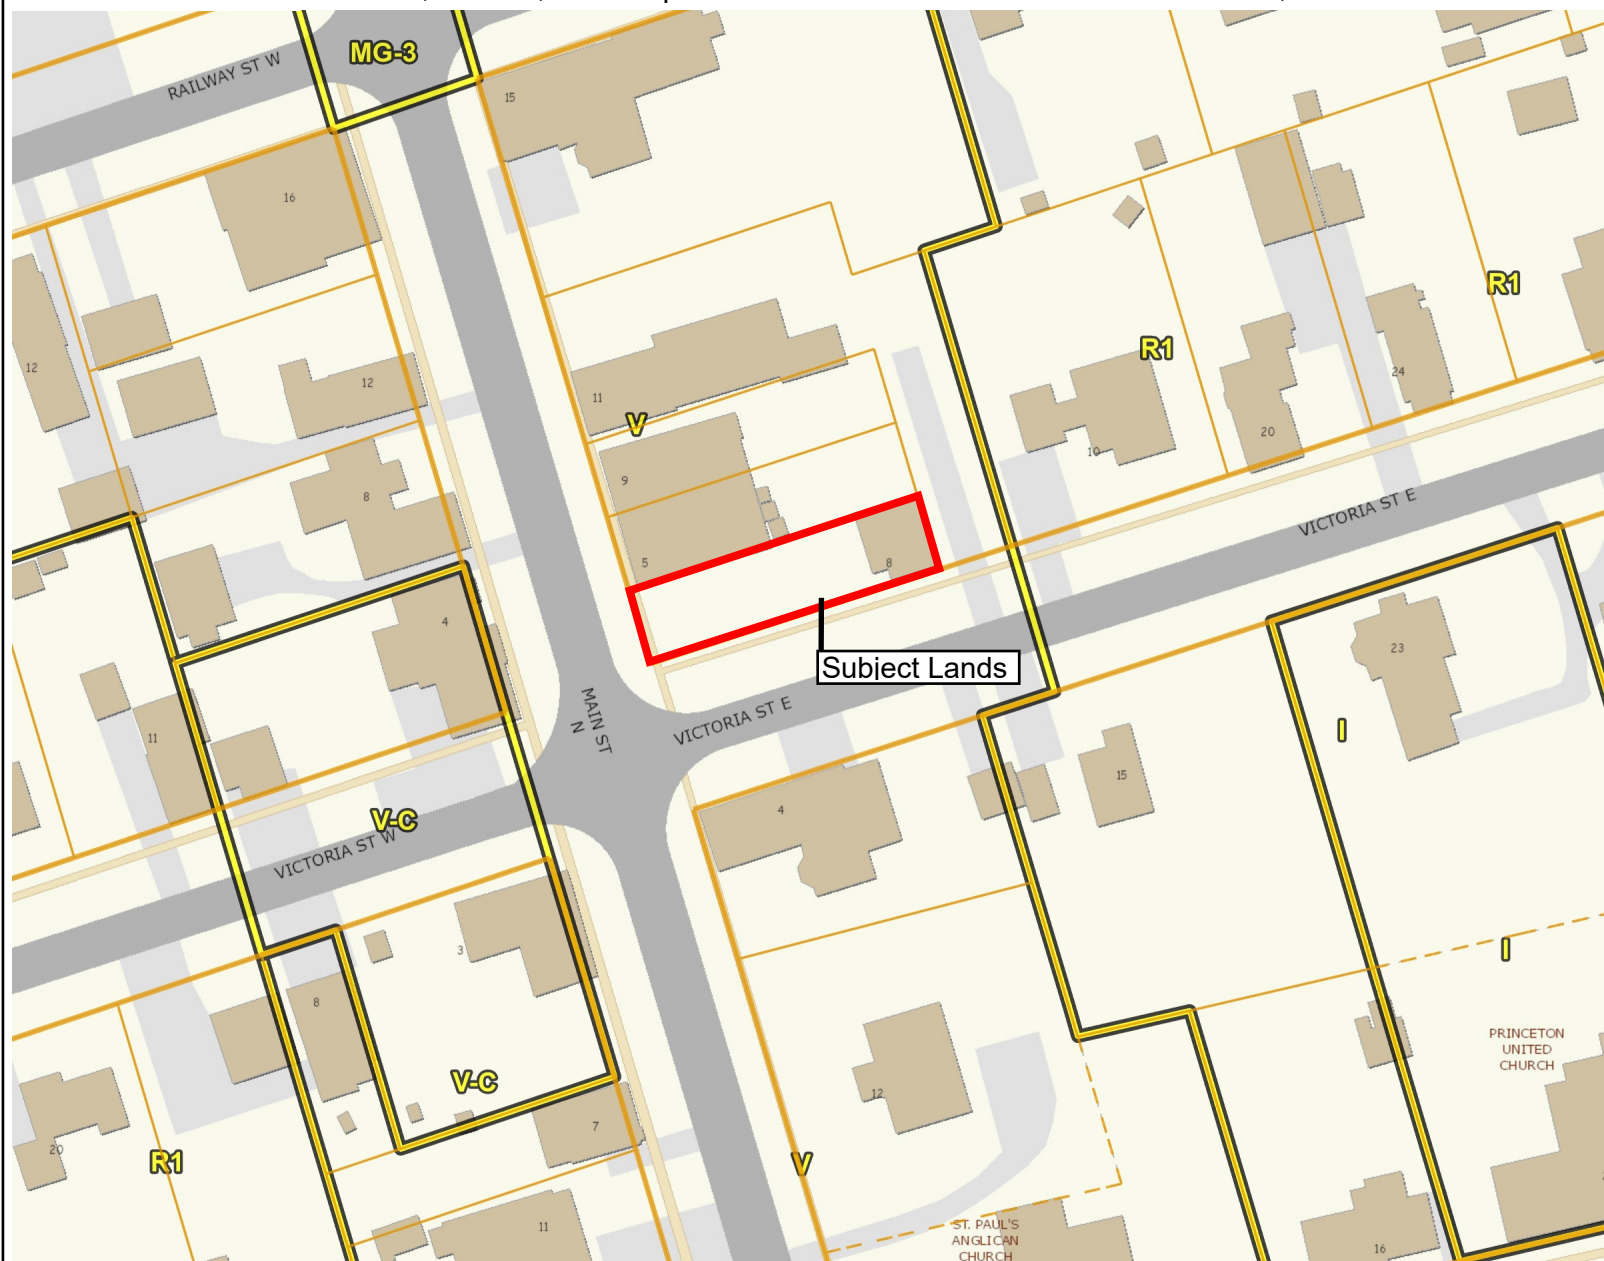 MG-3
RAILWAY ST W
15
16
R1
12
R1
12
24
11
V
20
10
9
8
VICTORIA ST E
5
8
4
23
Subject Lands
MAIN ST
N
VICTORIA ST E
I
11
15
4
V-C
VICTORIA ST W
3
I
8
PRINCETON
UNITED
CHURCH
V-C
12
7
20
R1
V
11
ST. PAUL'S
ANGLICAN
CHURCH
16